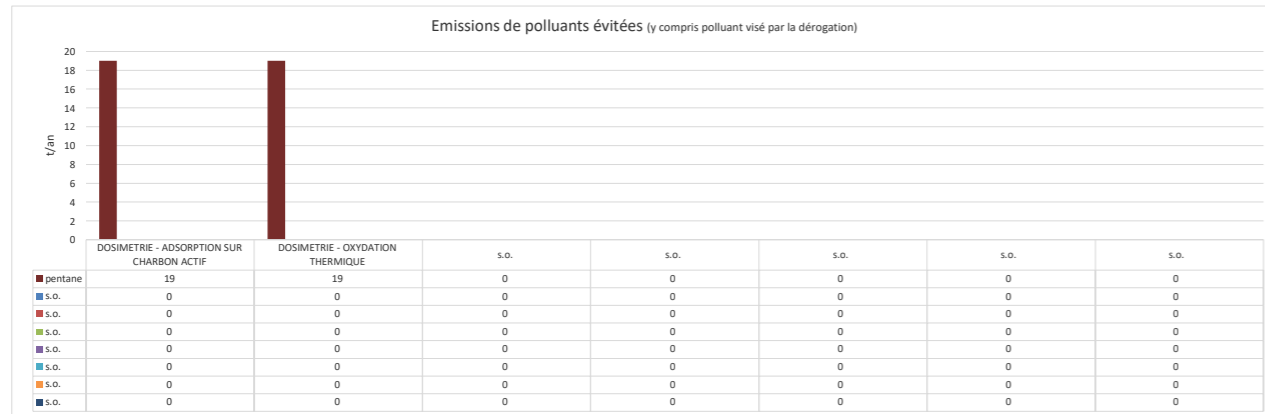 Emissions de polluants évitées (y compris polluant visé par la dérogation)
20
18
16
14
12
10
8
6
4
2
0
t/an
DOSIMETRIE - ADSORPTION SUR CHARBON ACTIF DOSIMETRIE - OXYDATION THERMIQUE s.o. s.o. s.o. s.o. s.o.
pentane 19 19 0 0 0 0 0
s.o. 0 0 0 0 0 0 0
s.o. 0 0 0 0 0 0 0
s.o. 0 0 0 0 0 0 0
s.o. 0 0 0 0 0 0 0
s.o. 0 0 0 0 0 0 0
s.o. 0 0 0 0 0 0 0
s.o. 0 0 0 0 0 0 0